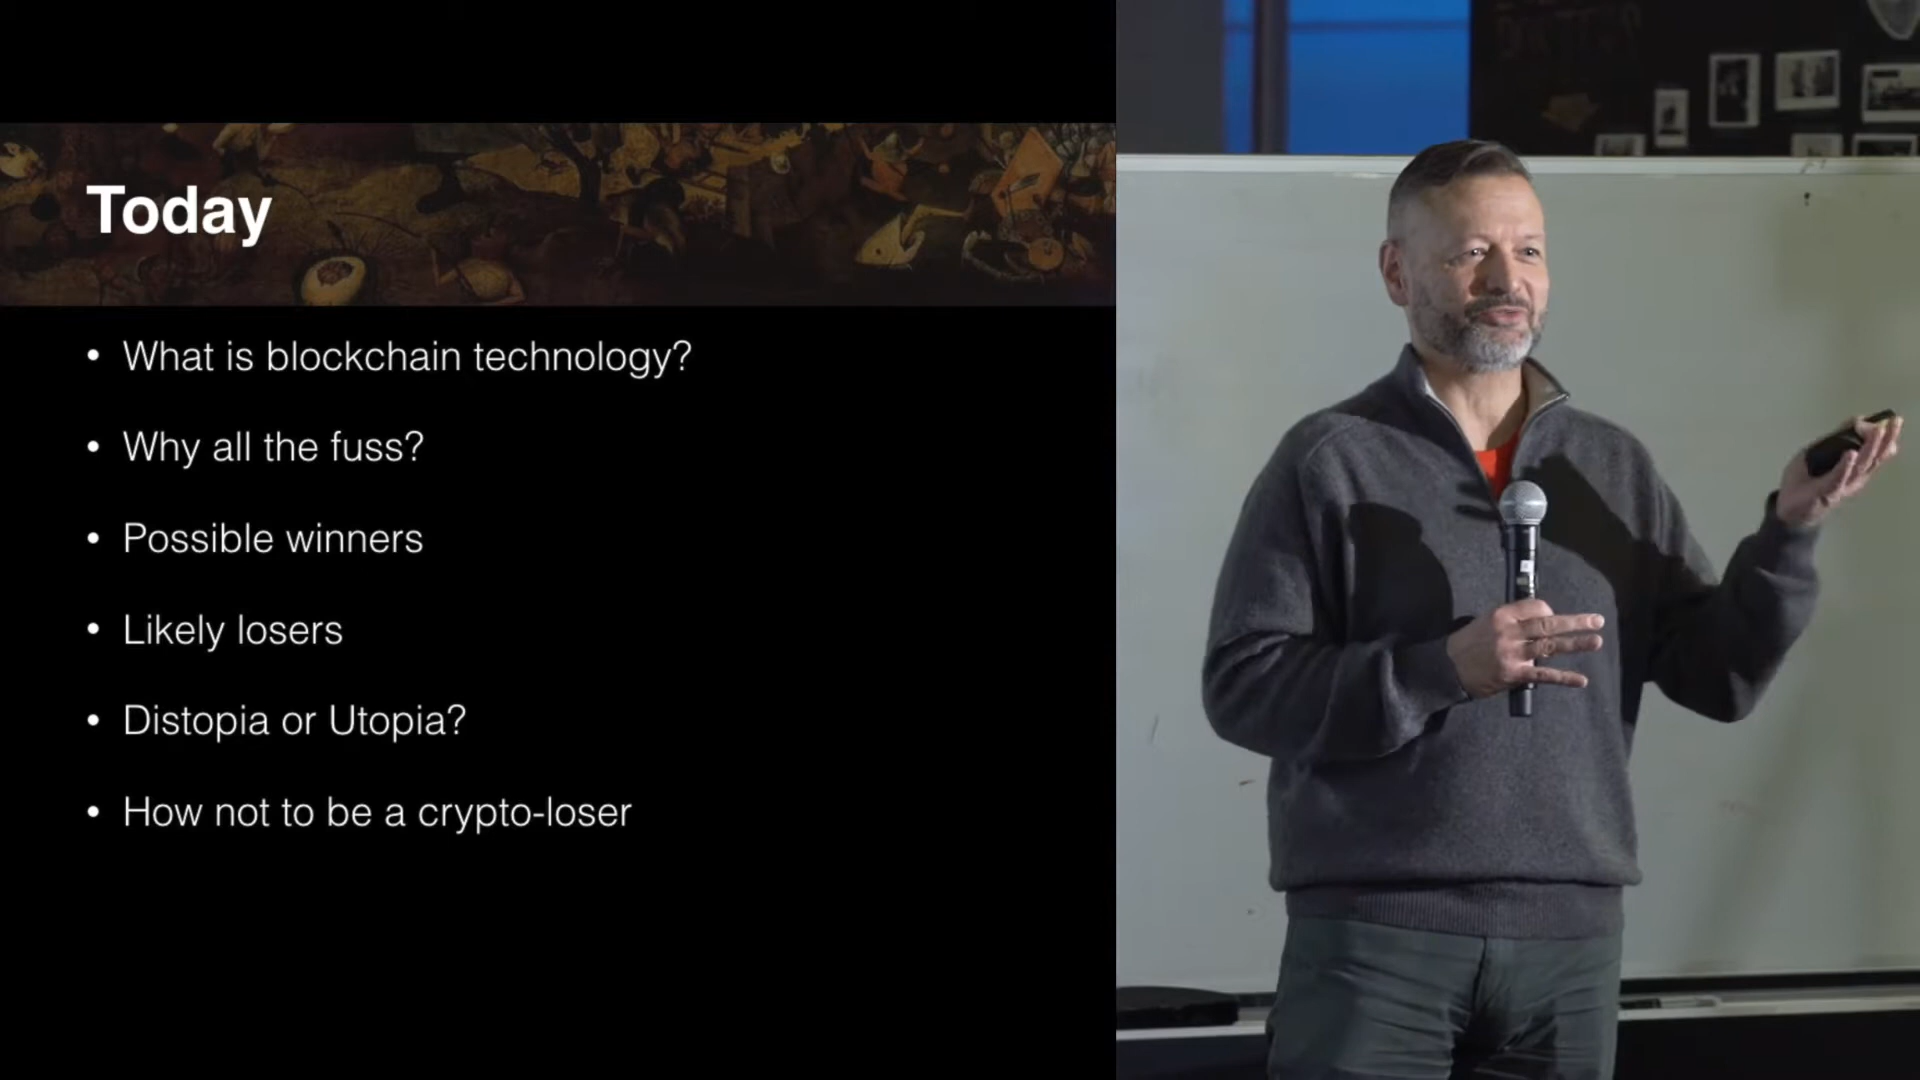 Today
• What is blockchain technology?
• Why all the fuss?
• Possible winners
• Likely losers
• Distopia or Utopia?
• How not to be a crypto-loser